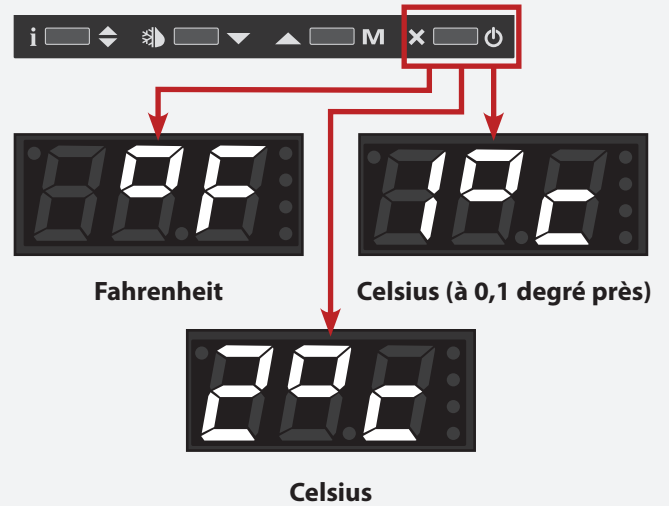 i M
°F
1°c
Fahrenheit
Celsius (à 0,1 degré près)
2°c
Celsius